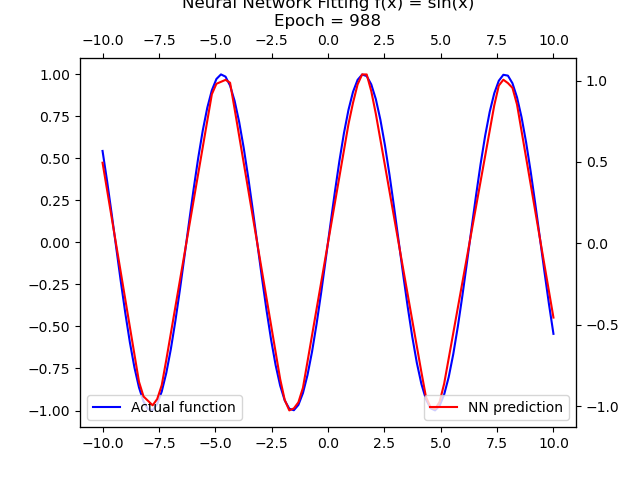 Neural Network Fitting f(x) = sin(x)
Epoch = 988
−10.0 −7.5 −5.0 −2.5 0.0 2.5 5.0 7.5 10.0
1.00
0.75
0.50
0.25
0.00
−0.25
−0.50
−0.75
−1.00
1.0
0.5
0.0
−0.5
−1.0
Actual function
NN prediction
−10.0 −7.5 −5.0 −2.5 0.0 2.5 5.0 7.5 10.0